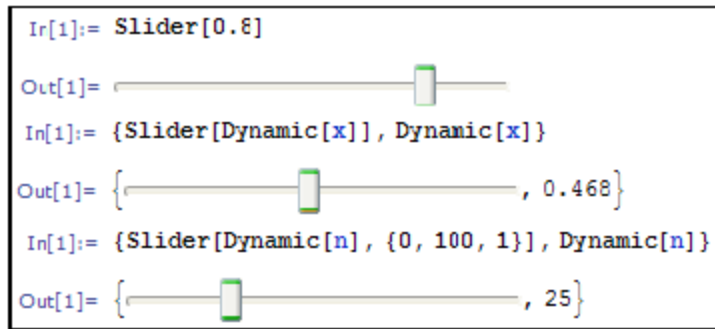 In[1]:= Slider[0.8]
Out[1]=
In[1]:= {Slider[Dynamic[x]], Dynamic[x]}
Out[1]= { , 0.468}
In[1]:= {Slider[Dynamic[n], {0, 100, 1}], Dynamic[n]}
Out[1]= { , 25}